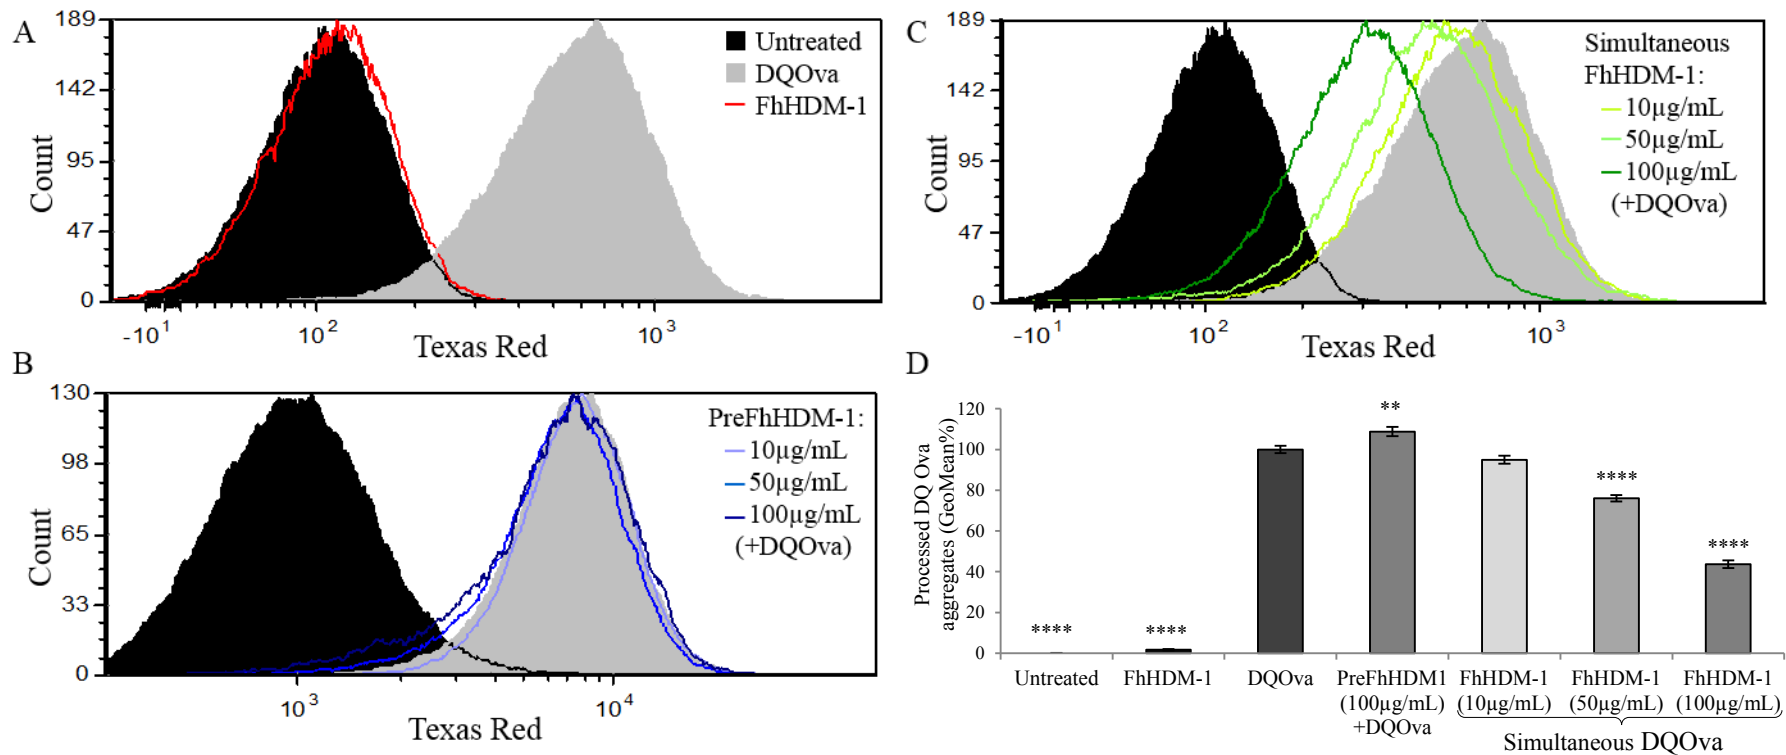 A
189
142
95
47
0
Count
-10¹
10²
10³
Texas Red
Untreated
DQOva
FhHDM-1
C
189
142
95
47
0
Count
-10¹
10²
10³
Texas Red
Simultaneous
FhHDM-1:
10µg/mL
50µg/mL
100µg/mL
(+DQOva)
B
130
98
65
33
0
Count
10³
10⁴
Texas Red
PreFhHDM-1:
10µg/mL
50µg/mL
100µg/mL
(+DQOva)
D
Processed DQ Ova
aggregates (GeoMean%)
120
100
80
60
40
20
0
****
****
**
****
****
Untreated
FhHDM-1
DQOva
PreFhHDM1
(100µg/mL)
+DQOva
FhHDM-1
(10µg/mL)
FhHDM-1
(50µg/mL)
FhHDM-1
(100µg/mL)
Simultaneous DQOva